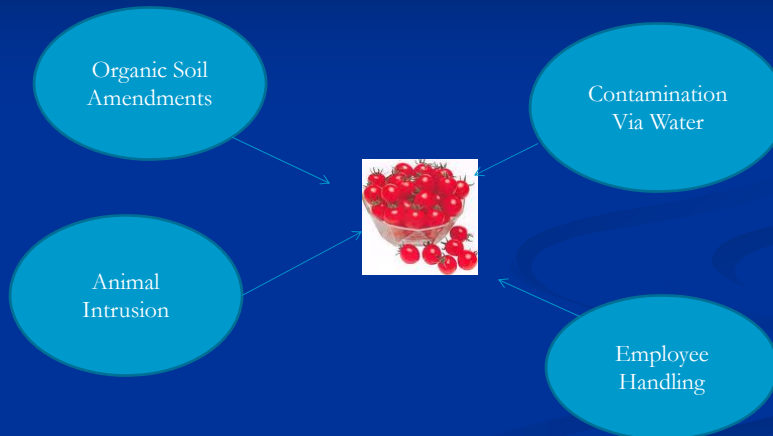 Organic Soil
Amendments
Contamination
Via Water
Animal
Intrusion
Employee
Handling